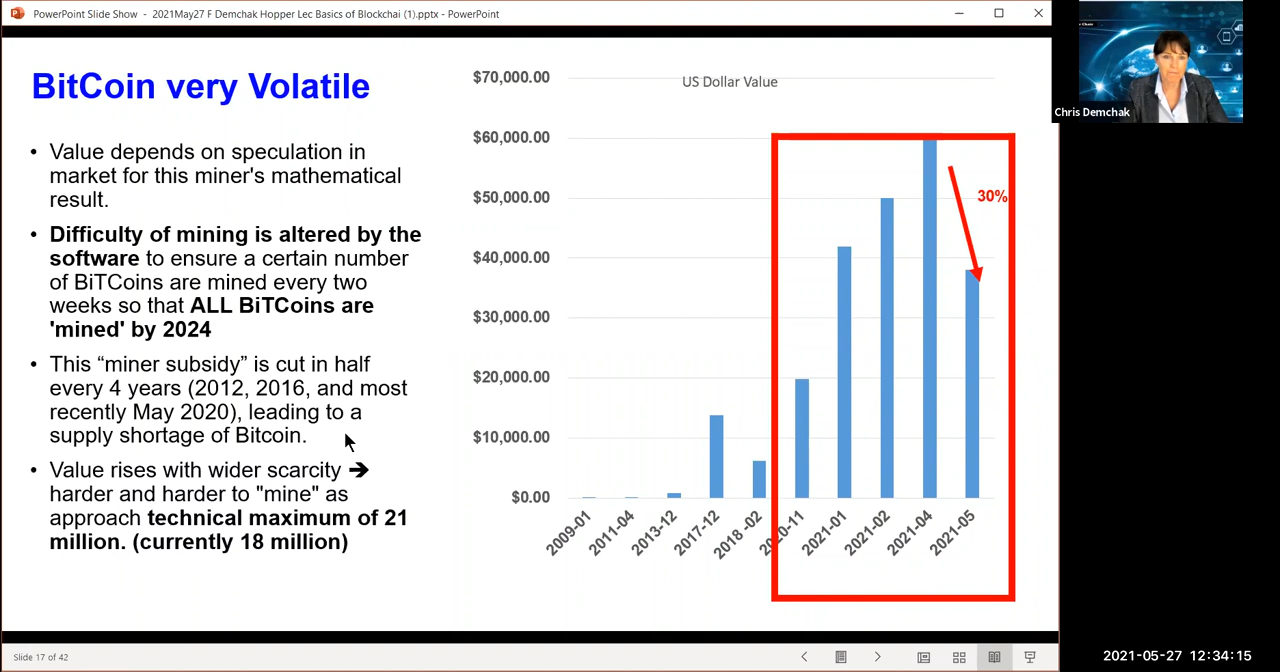 PowerPoint Slide Show - 2021May27 F Demchak Hopper Lec Basics of Blockchai (1).pptx - PowerPoint
BitCoin very Volatile
• Value depends on speculation in
market for this miner's mathematical
result.
• Difficulty of mining is altered by the
software to ensure a certain number
of BiTCoins are mined every two
weeks so that ALL BiTCoins are
'mined' by 2024
• This “miner subsidy” is cut in half
every 4 years (2012, 2016, and most
recently May 2020), leading to a
supply shortage of Bitcoin.
• Value rises with wider scarcity ➔
harder and harder to "mine" as
approach technical maximum of 21
million. (currently 18 million)
US Dollar Value
$70,000.00
$60,000.00
$50,000.00
$40,000.00
$30,000.00
$20,000.00
$10,000.00
$0.00
30%
2009-01
2011-04
2013-12
2017-12
2018 -02
2020-11
2021-01
2021-02
2021-04
2021-05
Chris Demchak
Slide 17 of 42
2021-05-27 12:34:15